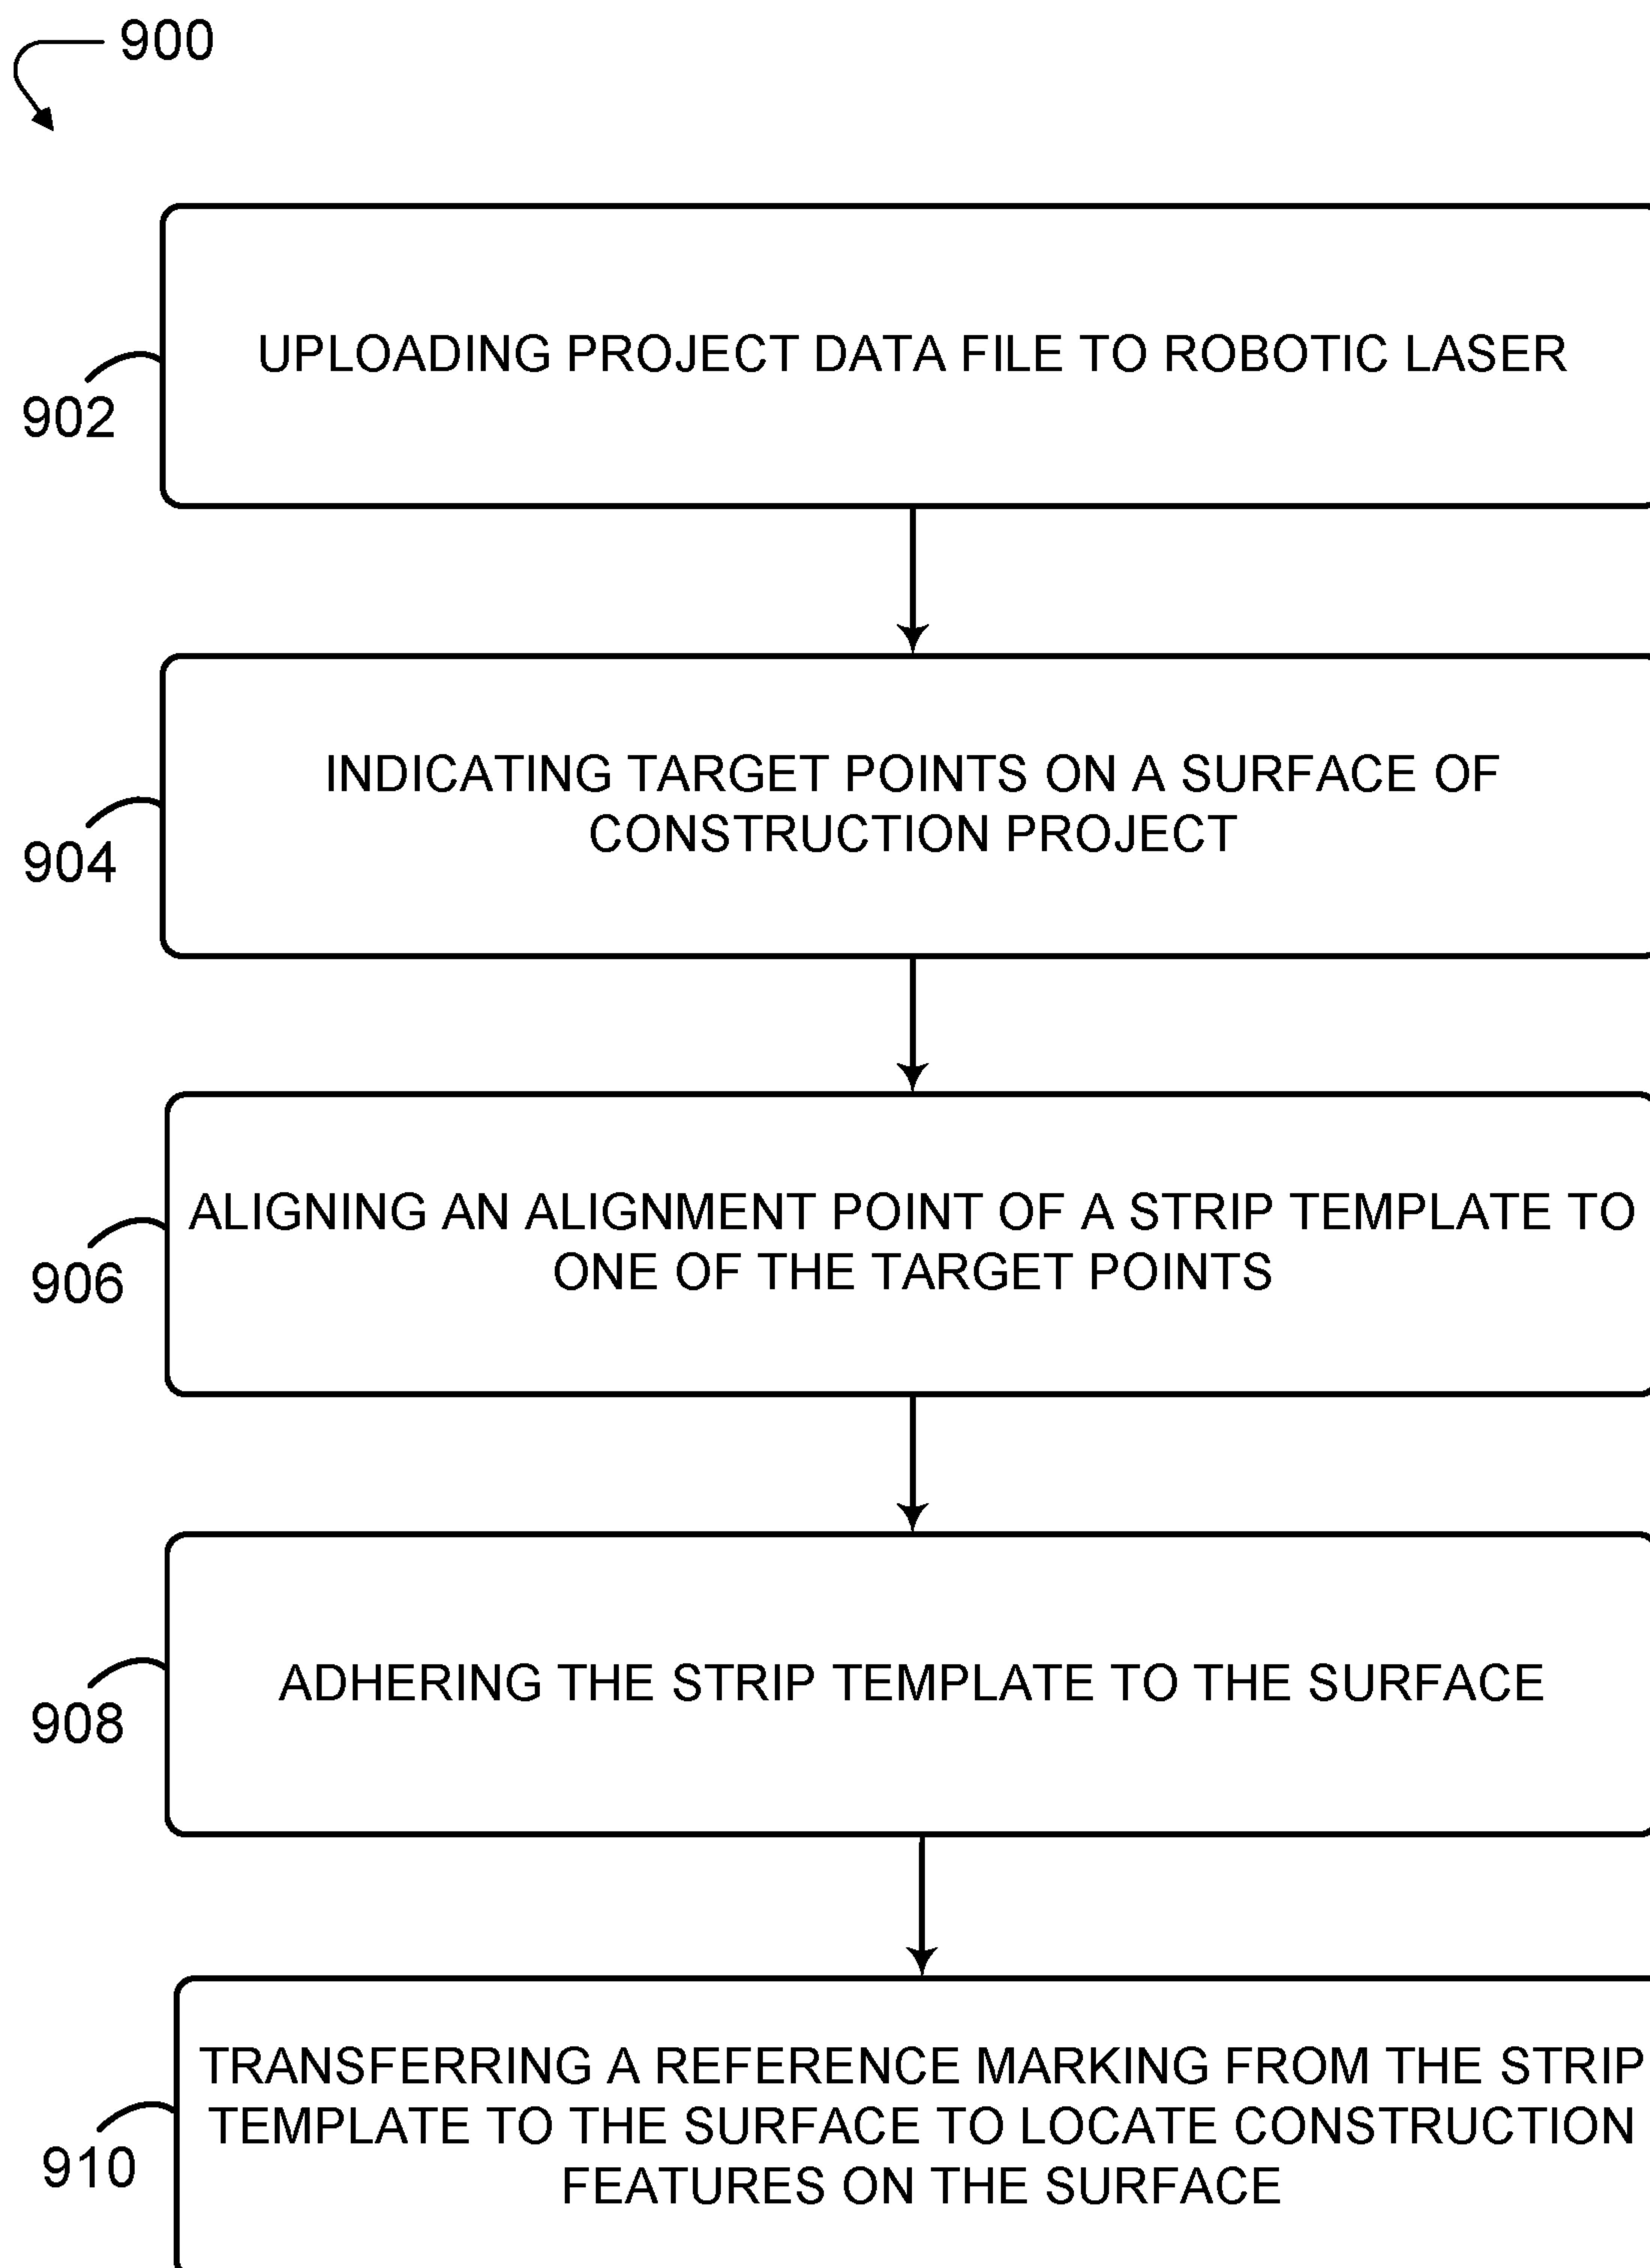 900
UPLOADING PROJECT DATA FILE TO ROBOTIC LASER
902
INDICATING TARGET POINTS ON A SURFACE OF
CONSTRUCTION PROJECT
904
ALIGNING AN ALIGNMENT POINT OF A STRIP TEMPLATE TO
ONE OF THE TARGET POINTS
906
ADHERING THE STRIP TEMPLATE TO THE SURFACE
908
TRANSFERRING A REFERENCE MARKING FROM THE STRIP
TEMPLATE TO THE SURFACE TO LOCATE CONSTRUCTION
FEATURES ON THE SURFACE
910